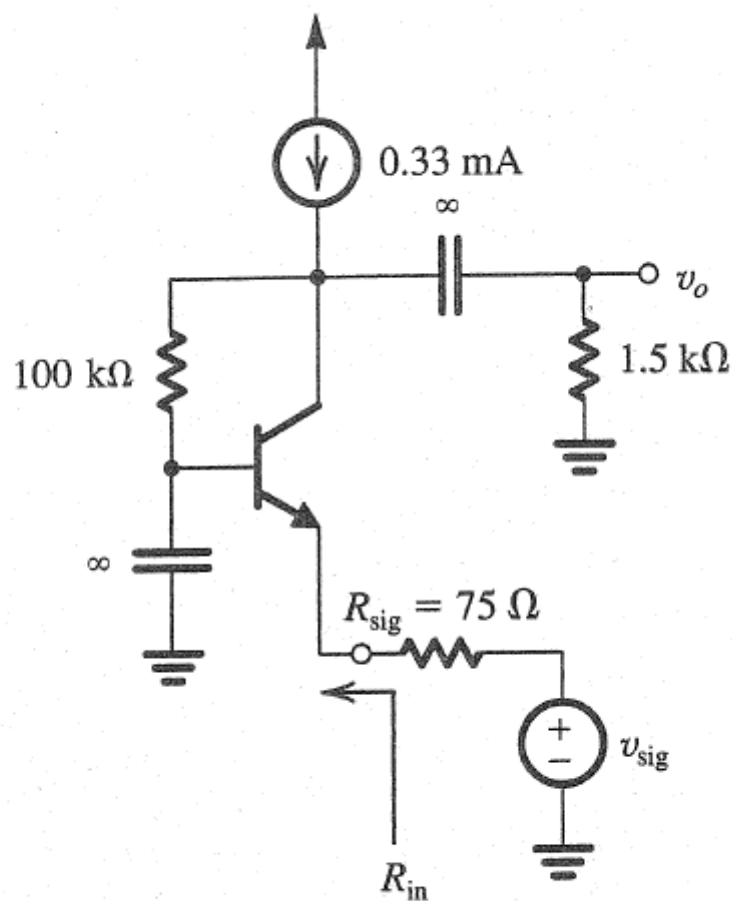 0.33 mA
∞
v_o
100 kΩ
1.5 kΩ
∞
R_sig = 75 Ω
+
−
v_sig
R_in